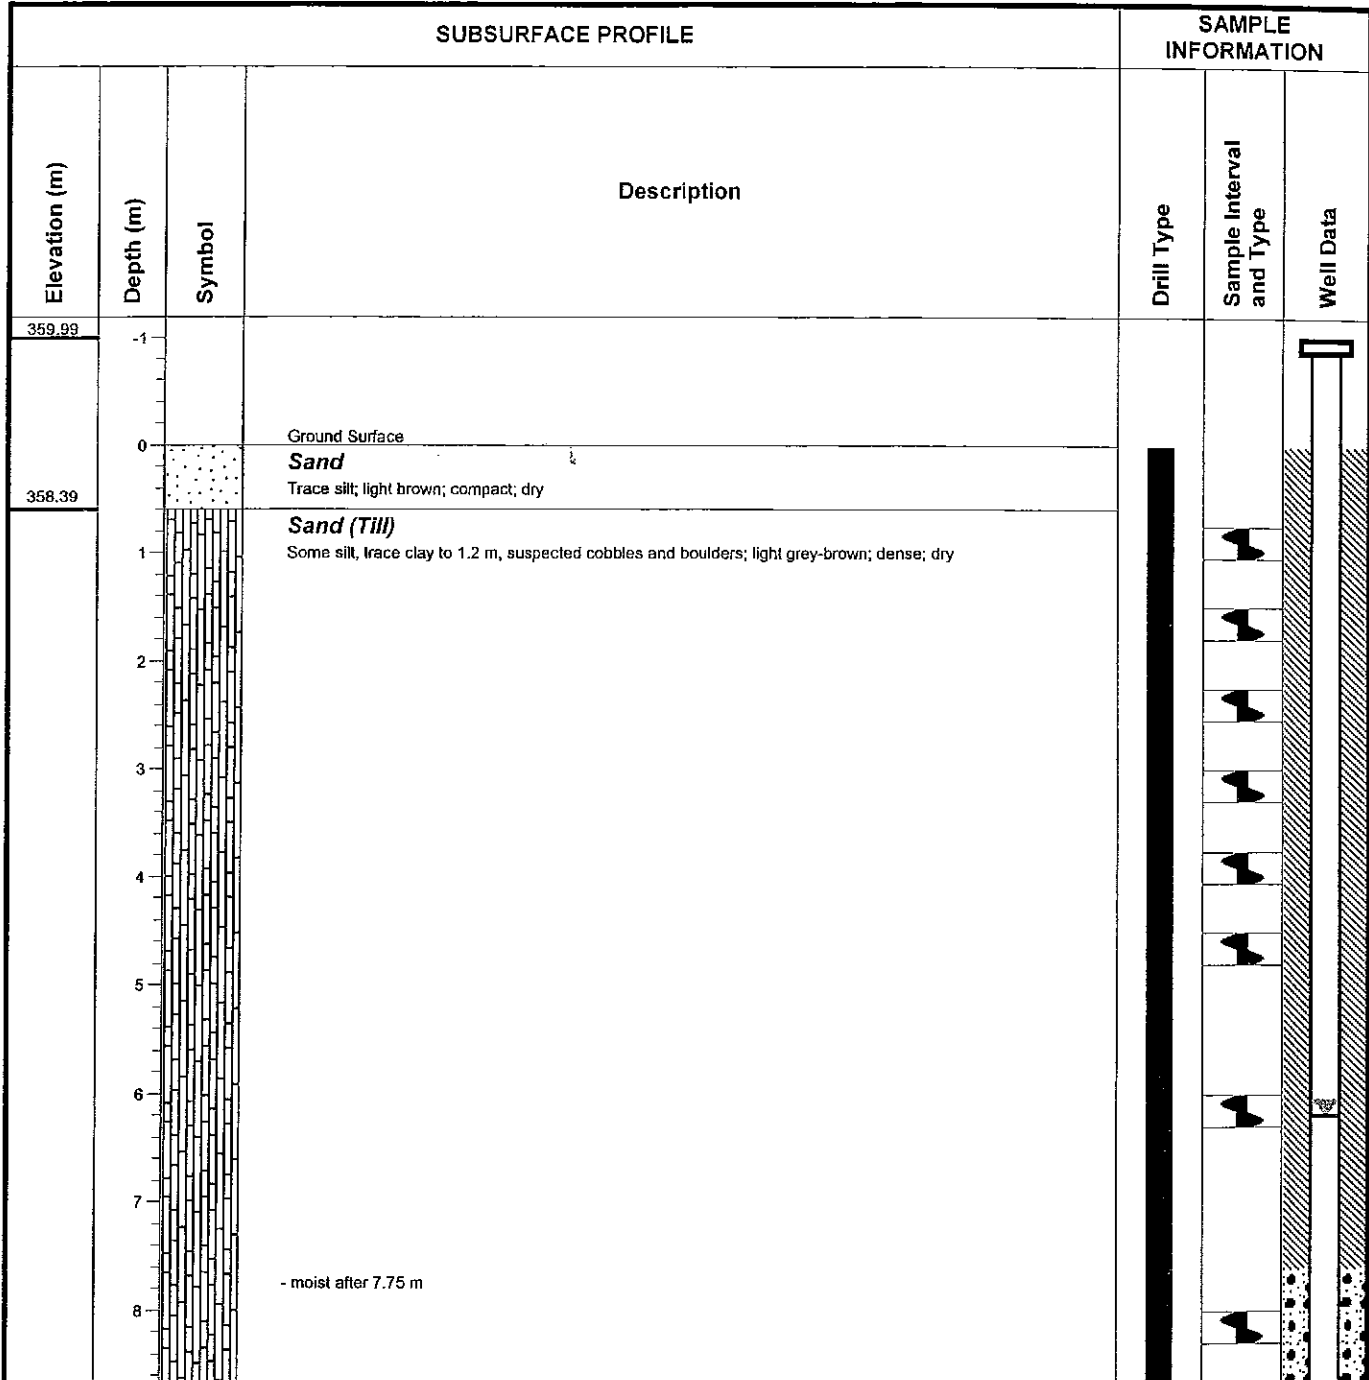 SUBSURFACE PROFILE
SAMPLE
INFORMATION
Elevation (m)
Depth (m)
Symbol
Description
Drill Type
Sample Interval
and Type
Well Data
359.99
-1
Ground Surface
0
Sand
Trace silt; light brown; compact; dry
358.39
Sand (Till)
1
Some silt, trace clay to 1.2 m, suspected cobbles and boulders; light grey-brown; dense; dry
2
3
4
5
6
7
- moist after 7.75 m
8